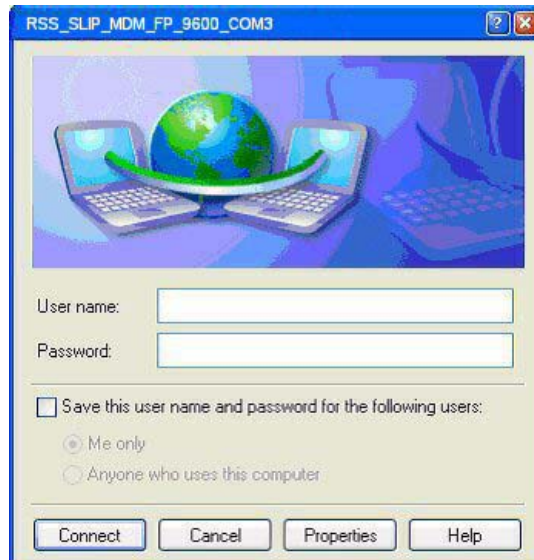 RSS_SLIP_MDM_FP_9600_COM3
User name:
Password:
Save this user name and password for the following users:
Me only
Anyone who uses this computer
Connect Cancel Properties Help